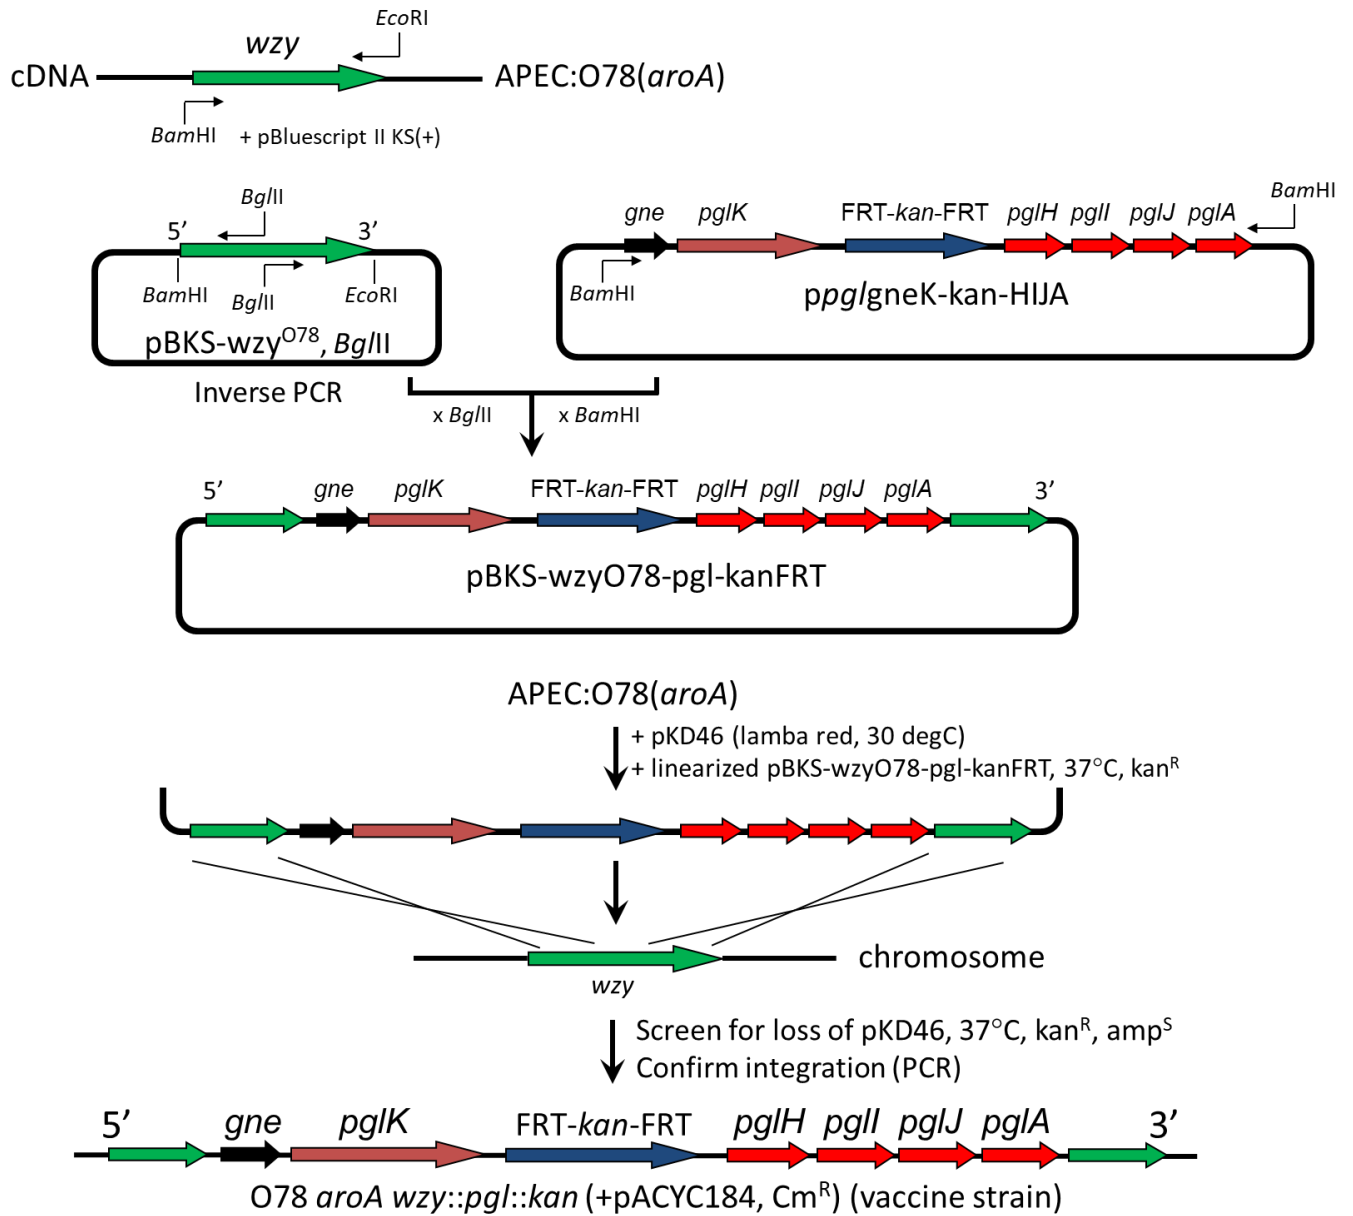 EcoRI
wzy
cDNA
APEC:O78(aroA)
BamHI
+ pBluescript II KS(+)
BglII
5’
3’
BamHI
BglII
EcoRI
pBKS-wzyO78, BglII
Inverse PCR
gne
pglK
FRT-kan-FRT
pglH
pglI
pglJ
pglA
BamHI
BamHI
ppglgneK-kan-HIJA
x BglII
x BamHI
5’
gne
pglK
FRT-kan-FRT
pglH
pglI
pglJ
pglA
3’
pBKS-wzyO78-pgl-kanFRT
APEC:O78(aroA)
+ pKD46 (lamba red, 30 degC)
+ linearized pBKS-wzyO78-pgl-kanFRT, 37°C, kanR
chromosome
wzy
Screen for loss of pKD46, 37°C, kanR, ampS
Confirm integration (PCR)
5’
gne
pglK
FRT-kan-FRT
pglH
pglI
pglJ
pglA
3’
O78 aroA wzy::pgl::kan (+pACYC184, CmR) (vaccine strain)